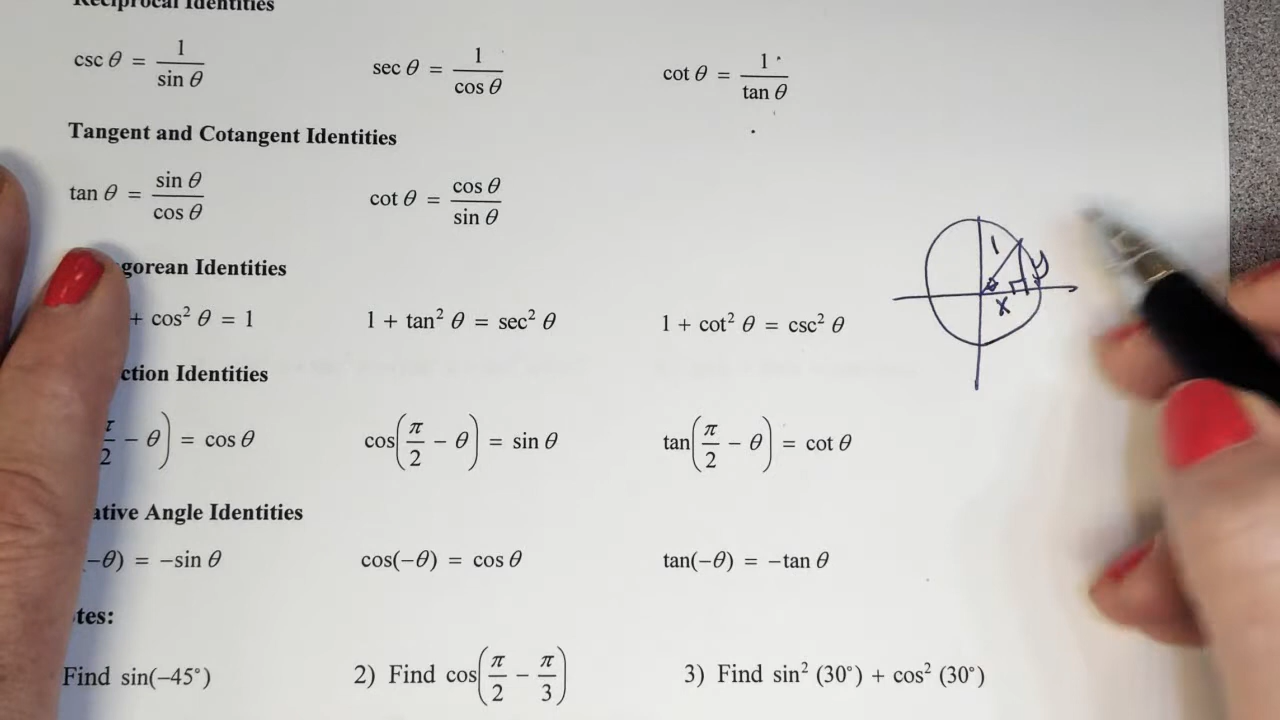 Reciprocal Identities
csc θ = 1/sin θ sec θ = 1/cos θ cot θ = 1/tan θ
Tangent and Cotangent Identities
tan θ = sin θ/cos θ cot θ = cos θ/sin θ
gorean Identities
+ cos² θ = 1 1 + tan² θ = sec² θ 1 + cot² θ = csc² θ
ction Identities
π/2 − θ) = cos θ cos(π/2 − θ) = sin θ tan(π/2 − θ) = cot θ
ative Angle Identities
(−θ) = −sin θ cos(−θ) = cos θ tan(−θ) = −tan θ
tes:
Find sin(−45°) 2) Find cos(π/2 − π/3) 3) Find sin² (30°) + cos² (30°)
1
y
θ
x